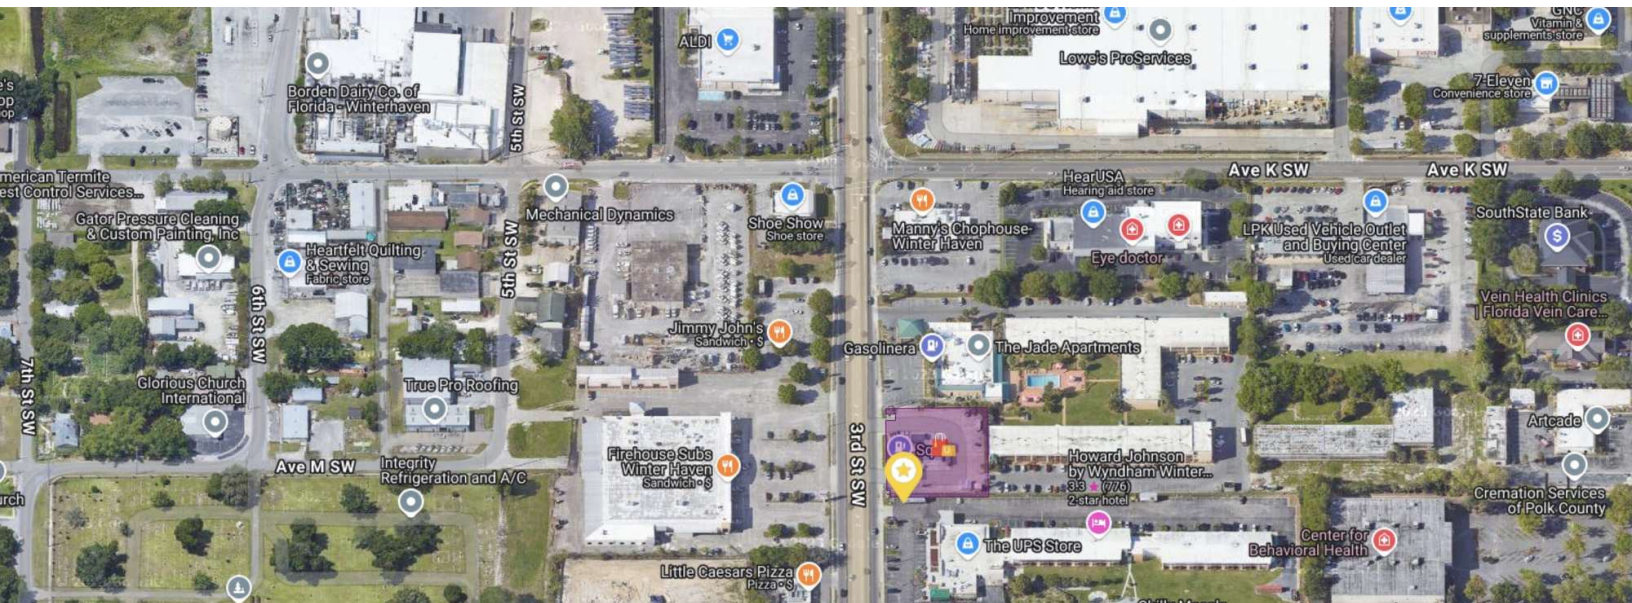 Improvement
Home improvement store
GNC
Vitamin &
supplements store
ALDI
Lowe's ProServices
7-Eleven
Convenience store
Borden Dairy Co. of
Florida - Winterhaven
5th St SW
Ave K SW
Ave K SW
HearUSA
Hearing aid store
Mechanical Dynamics
Shoe Show
Shoe store
Manny's Chophouse-
Winter Haven
Eye doctor
LPK Used Vehicle Outlet
and Buying Center
Used car dealer
SouthState Bank
Gator Pressure Cleaning
& Custom Painting, Inc
Heartfelt Quilting
& Sewing
Fabric store
5th St SW
6th St SW
7th St SW
Vein Health Clinics
| Florida Vein Care...
Jimmy John's
Sandwich • $
Gasolinera
The Jade Apartments
Glorious Church
International
True Pro Roofing
3rd St SW
Artcade
Ave M SW
Integrity
Refrigeration and A/C
Firehouse Subs
Winter Haven
Sandwich • $
Howard Johnson
by Wyndham Winter...
3.3 ★ (776)
2-star hotel
Cremation Services
of Polk County
The UPS Store
Center for
Behavioral Health
Little Caesars Pizza
Pizza • $